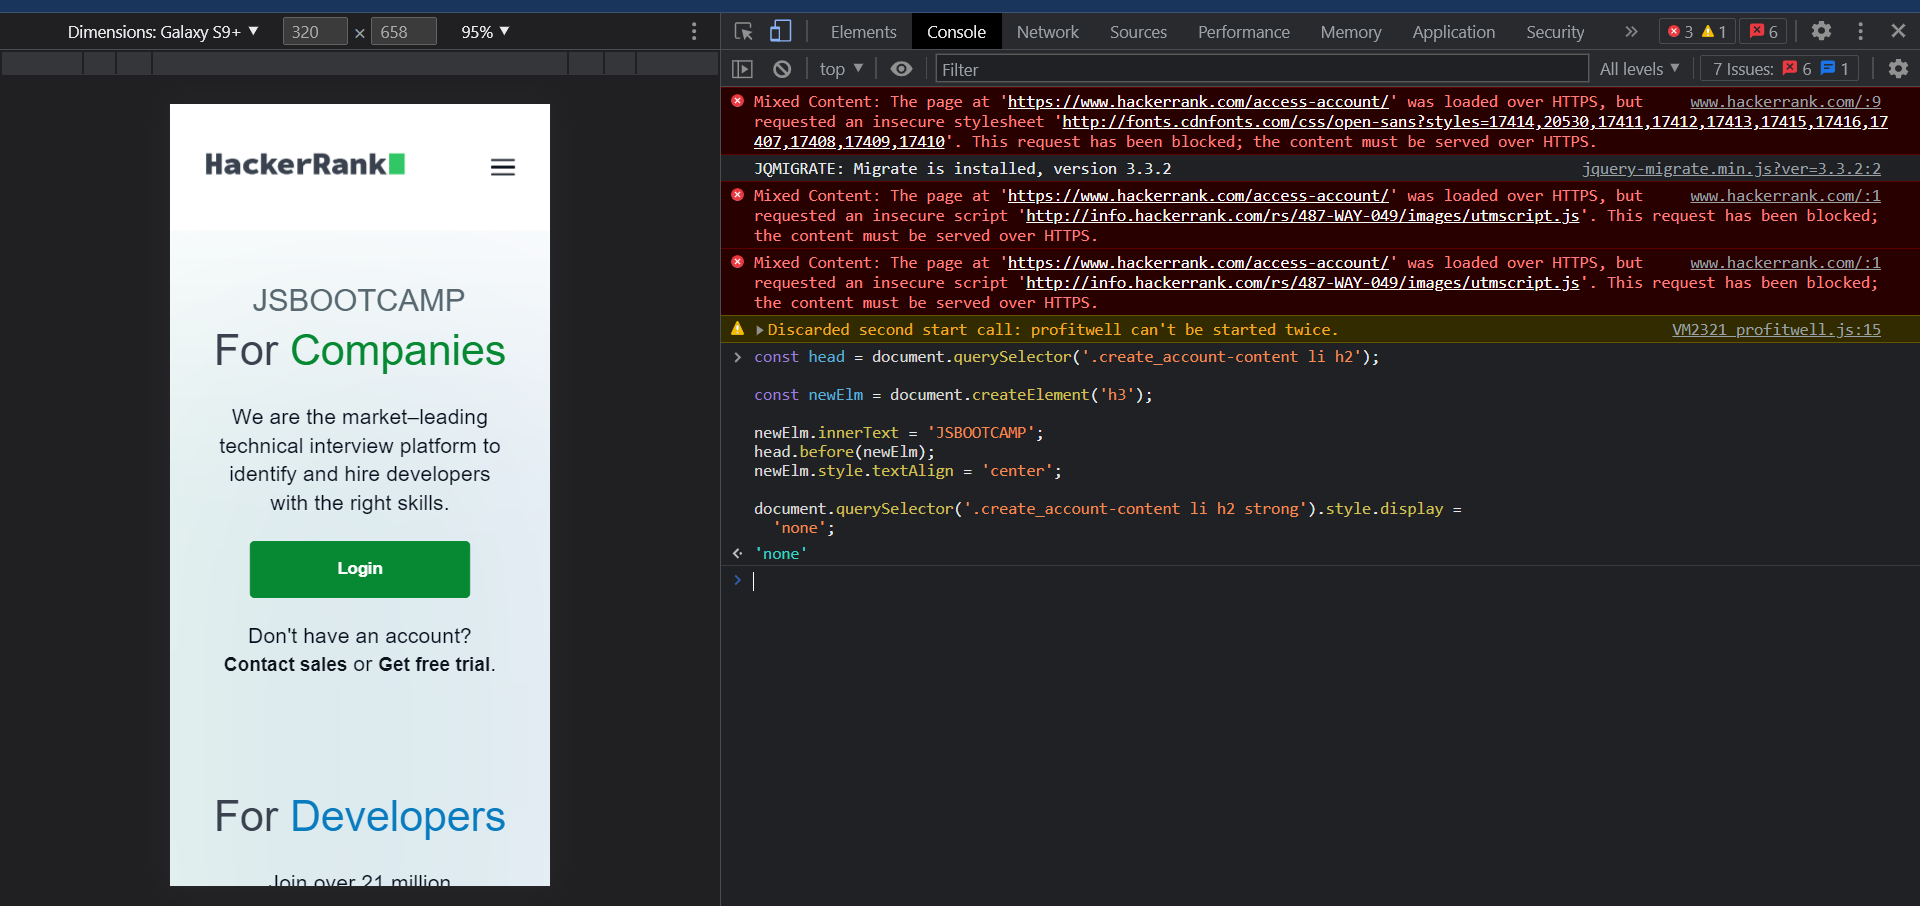 Dimensions: Galaxy S9+ 320 × 658 95%
HackerRank
JSBOOTCAMP
For Companies
We are the market–leading
technical interview platform to
identify and hire developers
with the right skills.
Login
Don't have an account?
Contact sales or Get free trial.
For Developers
Join over 21 million
Elements Console Network Sources Performance Memory Application Security 3 1 6
top Filter All levels 7 Issues: 6 1
Mixed Content: The page at 'https://www.hackerrank.com/access-account/' was loaded over HTTPS, but www.hackerrank.com/:9
requested an insecure stylesheet 'http://fonts.cdnfonts.com/css/open-sans?styles=17414,20530,17411,17412,17413,17415,17416,17
407,17408,17409,17410'. This request has been blocked; the content must be served over HTTPS.
JQMIGRATE: Migrate is installed, version 3.3.2 jquery-migrate.min.js?ver=3.3.2:2
Mixed Content: The page at 'https://www.hackerrank.com/access-account/' was loaded over HTTPS, but www.hackerrank.com/:1
requested an insecure script 'http://info.hackerrank.com/rs/487-WAY-049/images/utmscript.js'. This request has been blocked;
the content must be served over HTTPS.
Mixed Content: The page at 'https://www.hackerrank.com/access-account/' was loaded over HTTPS, but www.hackerrank.com/:1
requested an insecure script 'http://info.hackerrank.com/rs/487-WAY-049/images/utmscript.js'. This request has been blocked;
the content must be served over HTTPS.
Discarded second start call: profitwell can't be started twice. VM2321 profitwell.js:15
const head = document.querySelector('.create_account-content li h2');
const newElm = document.createElement('h3');
newElm.innerText = 'JSBOOTCAMP';
head.before(newElm);
newElm.style.textAlign = 'center';
document.querySelector('.create_account-content li h2 strong').style.display =
'none';
'none'